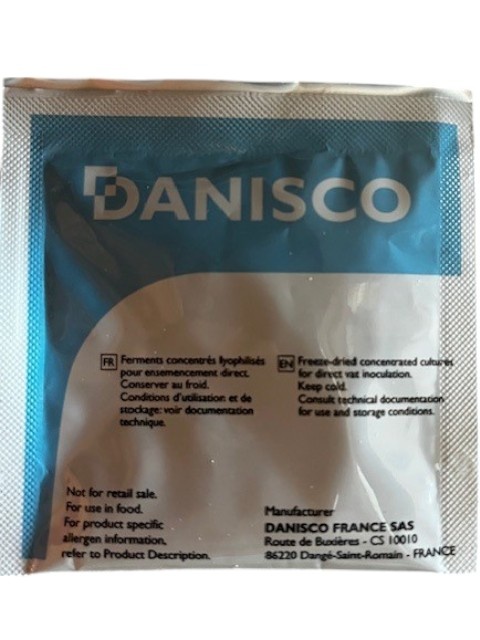 DANISCO
FR Ferments concentrés lyophilisés
pour ensemencement direct.
Conserver au froid.
Conditions d'utilisation et de
stockage: voir documentation
technique.
EN Freeze-dried concentrated cultures
for direct vat inoculation.
Keep cold.
Consult technical documentation
for use and storage conditions.
Not for retail sale.
For use in food.
For product specific
allergen information,
refer to Product Description.
Manufacturer
DANISCO FRANCE SAS
Route de Buxières - CS 10010
86220 Dangé-Saint-Romain - FRANCE